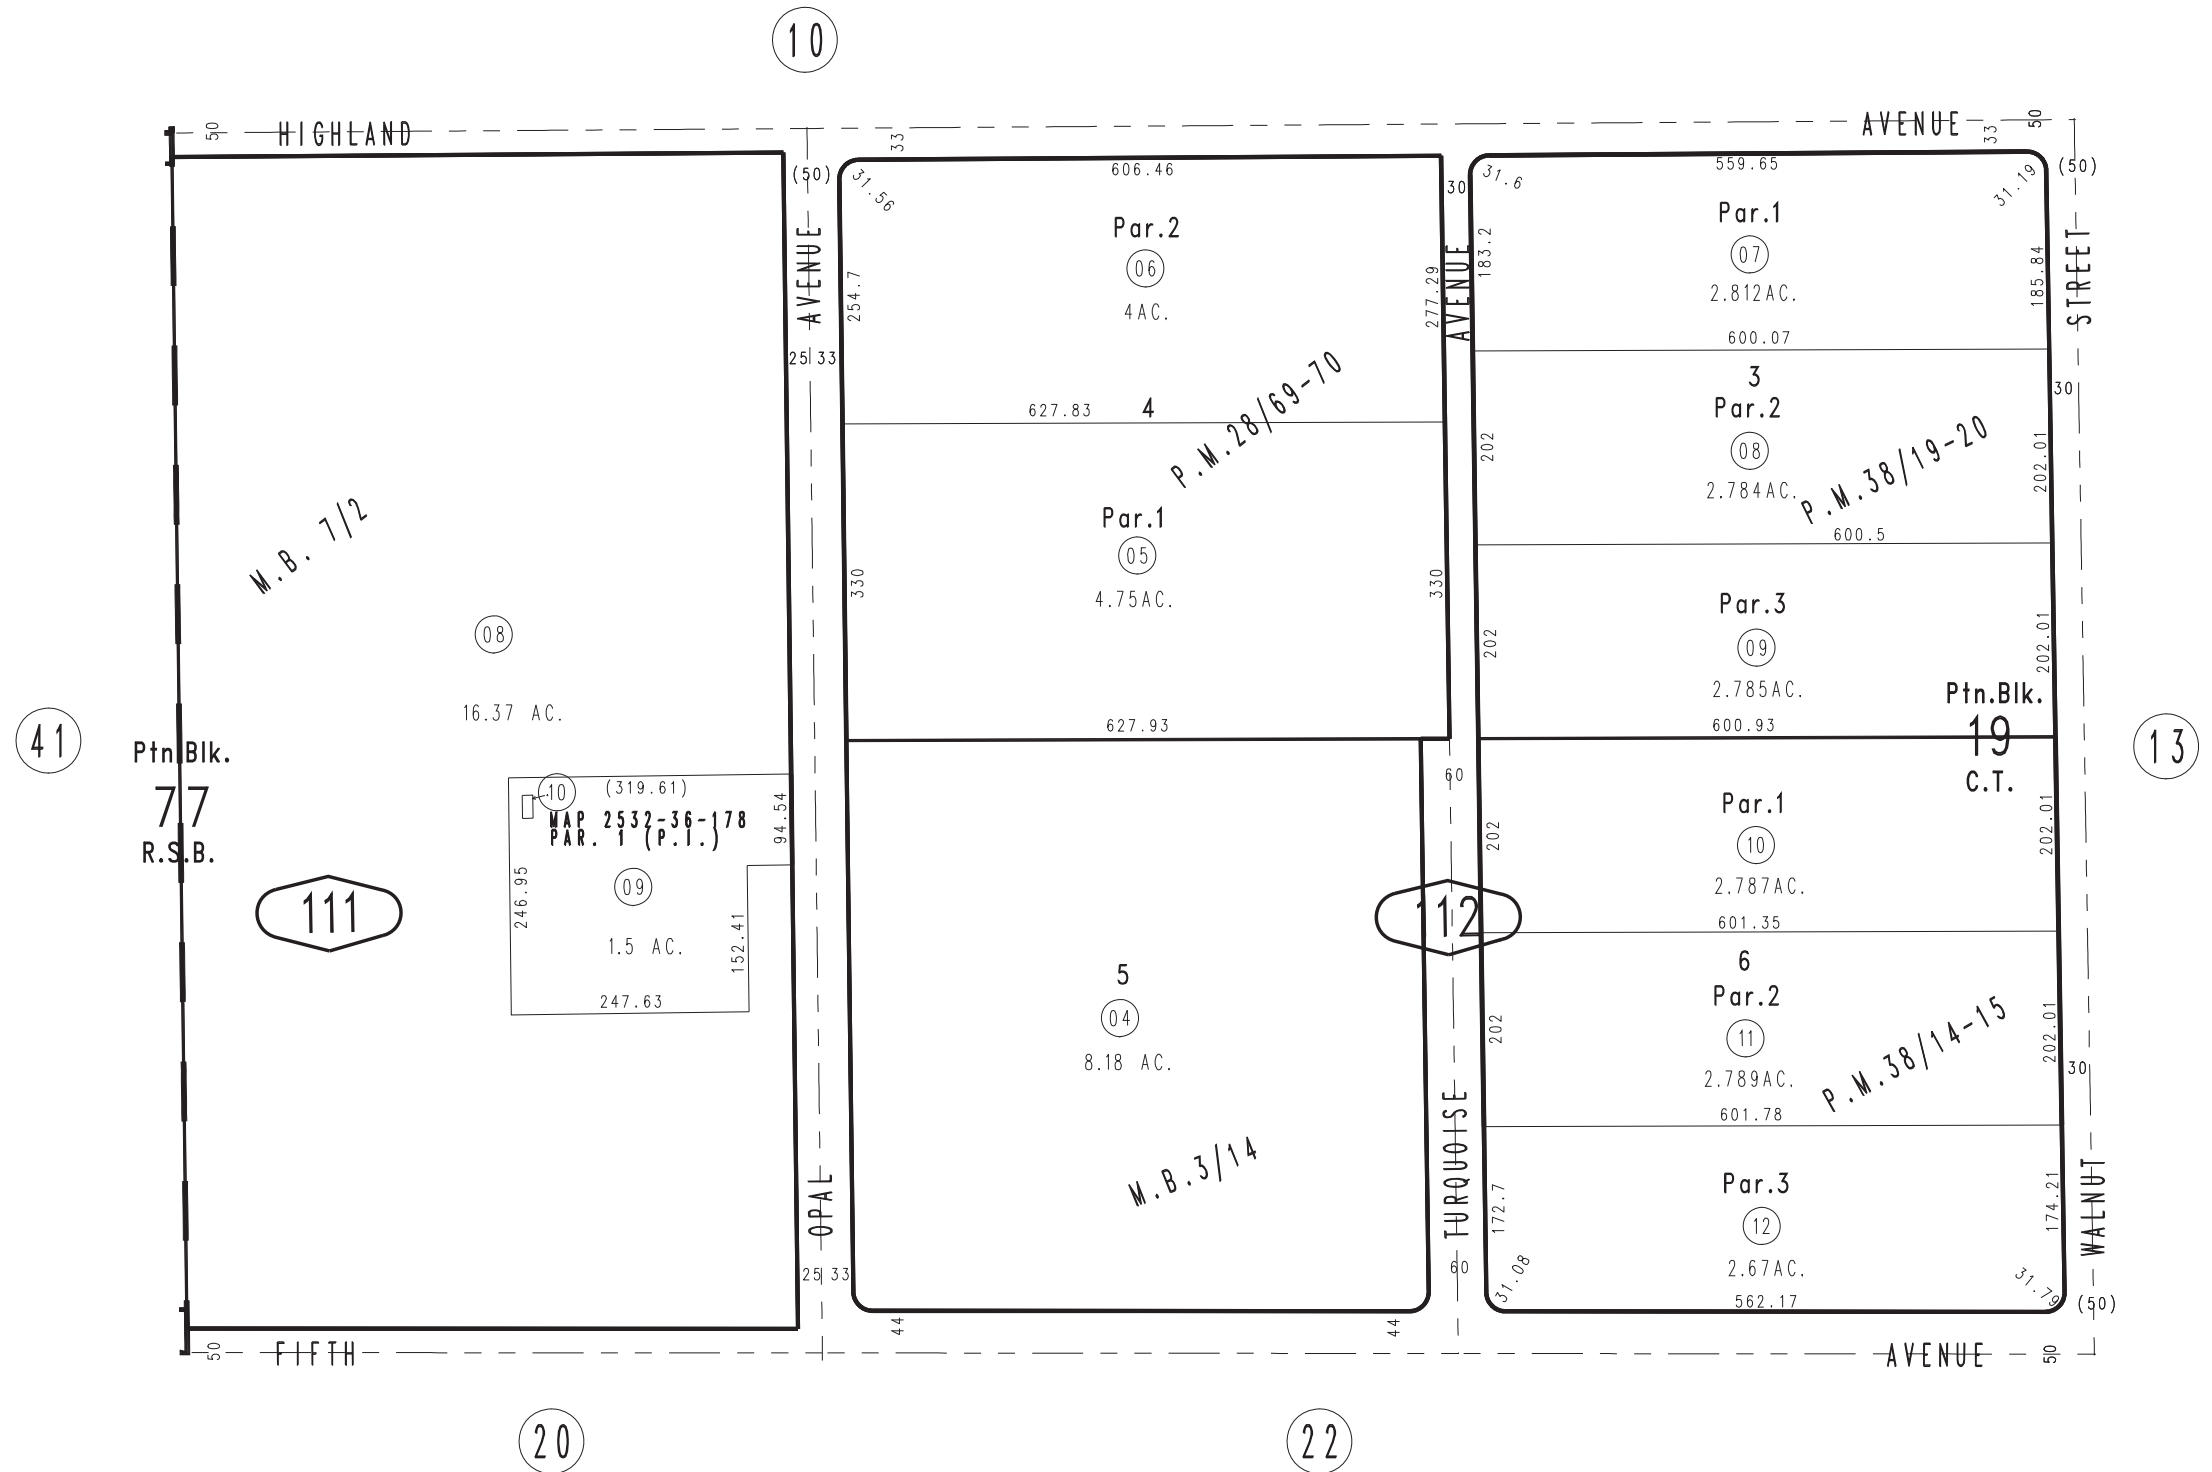 10
HIGHLAND
AVENUE
50
33
33
50
(50)
(50)
31.56
606.46
30
31.6
559.65
31.19
AVENUE
AVENUE
STREET
Par.2
06
4AC.
254.7
277.29
183.2
Par.1
07
2.812AC.
185.84
600.07
25 33
627.83
4
P.M.28/69-70
3
Par.2
08
2.784AC.
30
202
202.01
P.M.38/19-20
600.5
M.B. 7/2
08
16.37 AC.
Par.1
05
4.75AC.
330
330
627.93
Par.3
09
2.785AC.
202
202.01
600.93
41
Ptn.Blk.
77
R.S.B.
Ptn.Blk.
19
C.T.
13
10
(319.61)
MAP 2532-36-178
PAR. 1 (P.I.)
94.54
09
1.5 AC.
246.95
152.41
247.63
111
60
112
Par.1
10
2.787AC.
202
202.01
601.35
5
04
8.18 AC.
M.B.3/14
6
Par.2
11
2.789AC.
202
202.01
30
P.M.38/14-15
601.78
OPAL
TURQUOISE
WALNUT
Par.3
12
2.67AC.
172.7
174.21
25 33
60
31.08
562.17
31.79
(50)
44
44
50
FIFTH
AVENUE
50
20
22